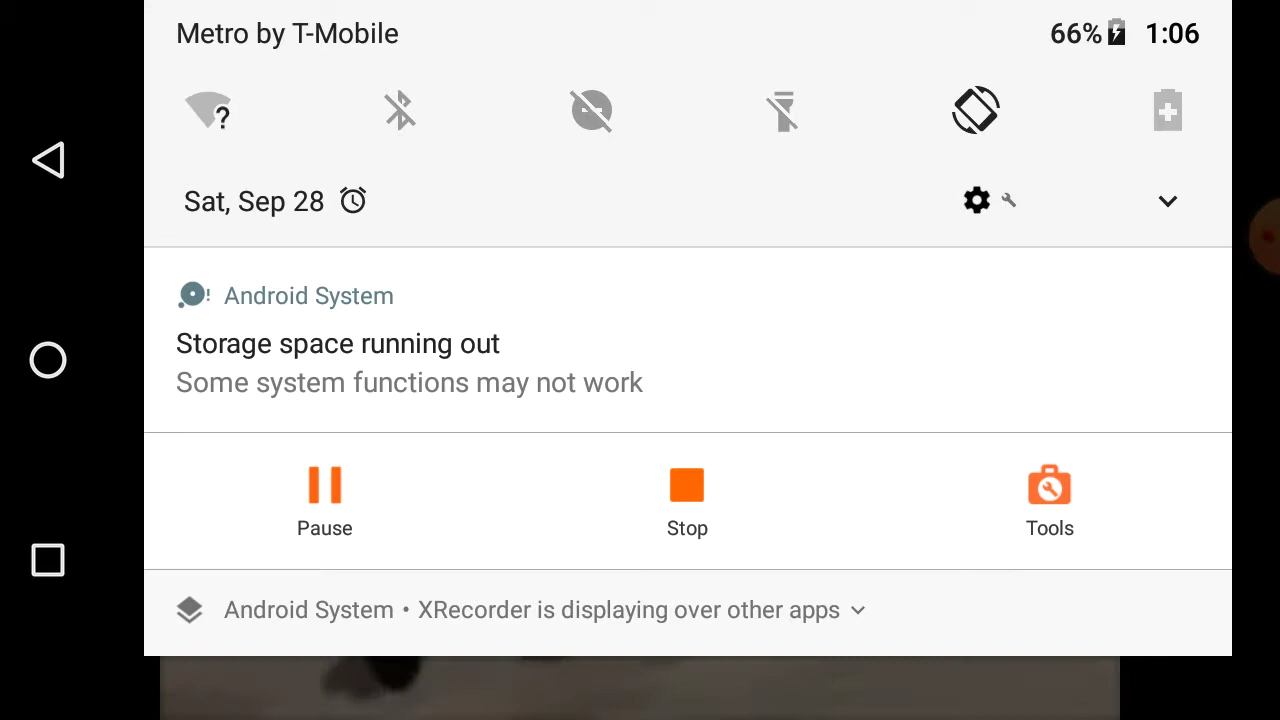 Metro by T-Mobile 66% 1:06
?
Sat, Sep 28
! Android System
Storage space running out
Some system functions may not work
Pause Stop Tools
Android System • XRecorder is displaying over other apps